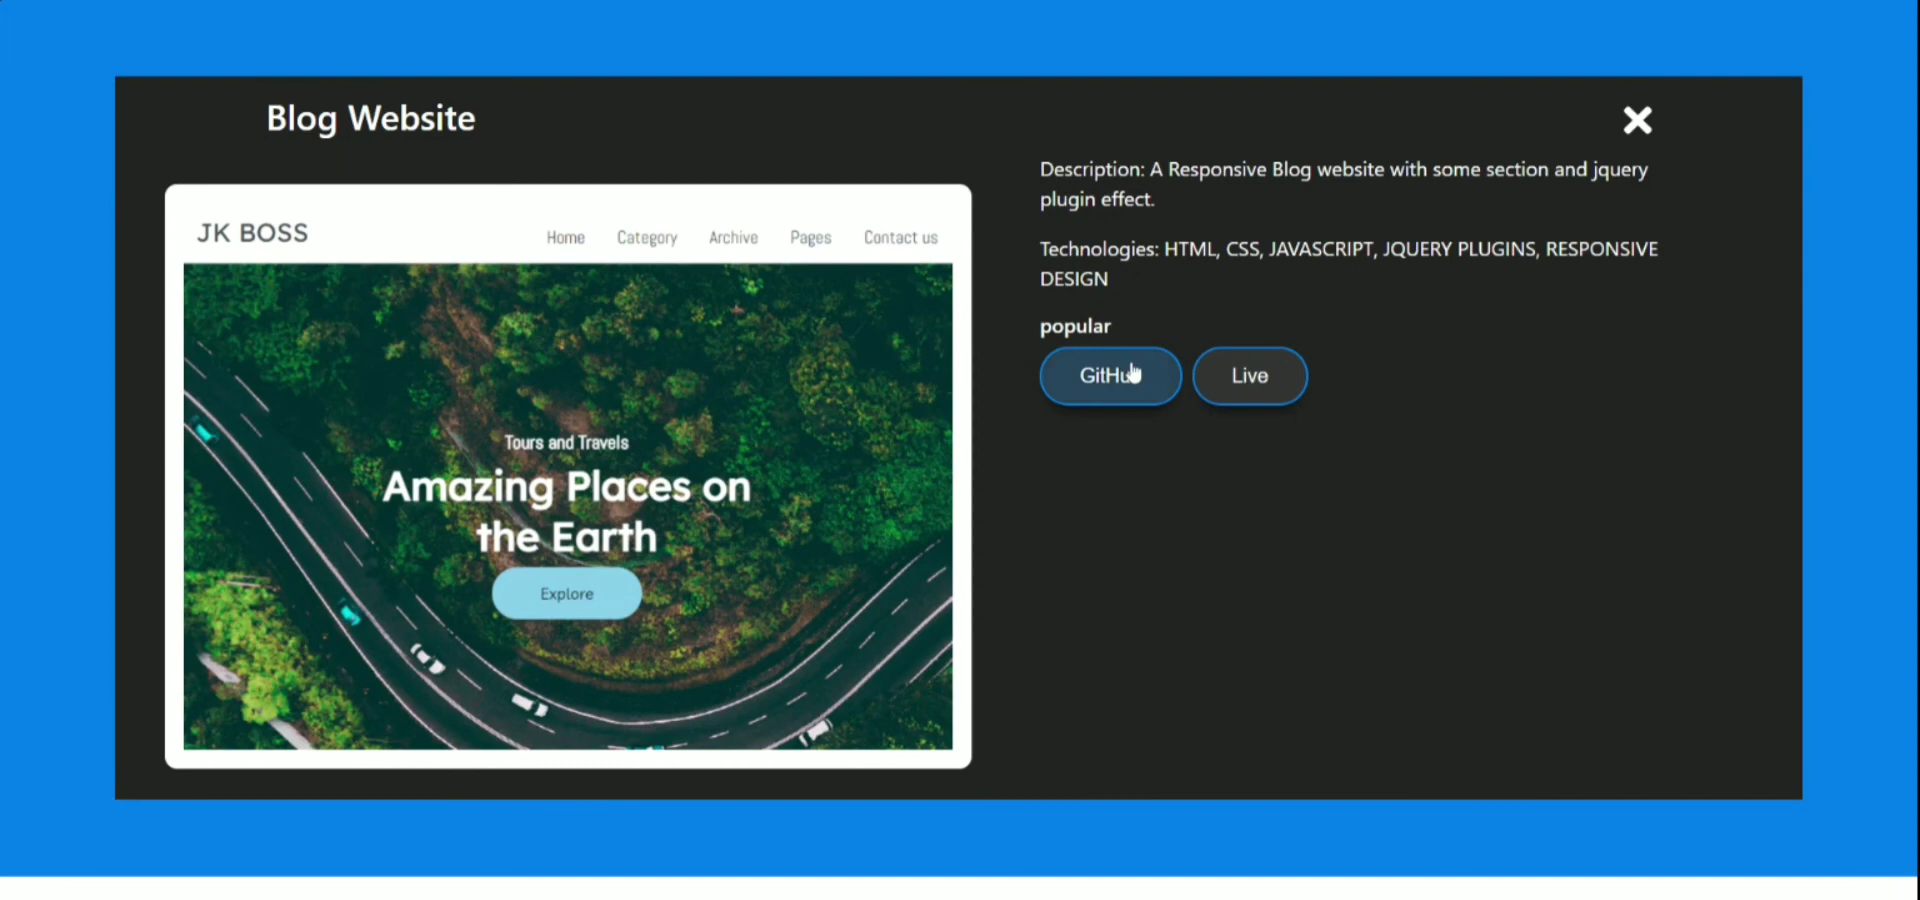 Blog Website
Description: A Responsive Blog website with some section and jquery
plugin effect.
Technologies: HTML, CSS, JAVASCRIPT, JQUERY PLUGINS, RESPONSIVE
DESIGN
popular
GitHub
Live
JK BOSS
Home Category Archive Pages Contact us
Tours and Travels
Amazing Places on
the Earth
Explore